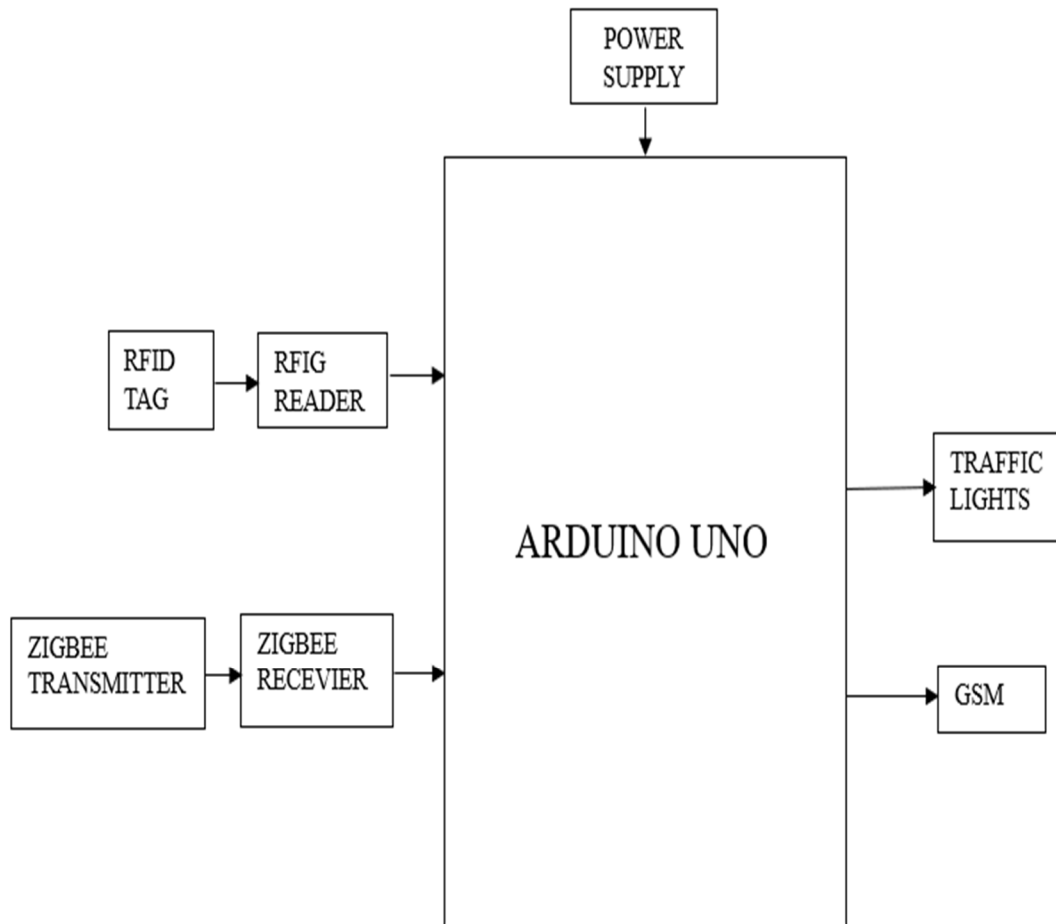 POWER
SUPPLY
RFID
TAG
RFIG
READER
TRAFFIC
LIGHTS
ARDUINO UNO
ZIGBEE
TRANSMITTER
ZIGBEE
RECEVIER
GSM